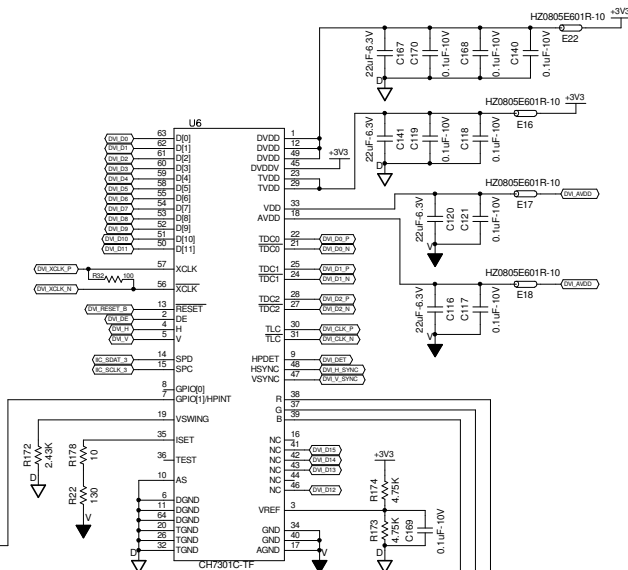 HZ0805E601R-10 +3V3
E22
22uF-6.3V C167 C170 0.1uF-10V C168 0.1uF-10V C140 0.1uF-10V
D
HZ0805E601R-10 +3V3
E16
22uF-6.3V C141 C119 0.1uF-10V C118 0.1uF-10V
D
+3V3
HZ0805E601R-10 DVI_AVDD
E17
22uF-6.3V C120 C121 0.1uF-10V
V
HZ0805E601R-10 DVI_AVDD
E18
22uF-6.3V C116 C117 0.1uF-10V
V
U6
DVI_D0 63 D[0] DVDD 1
DVI_D1 62 D[1] DVDD 12
DVI_D2 61 D[2] DVDD 49
DVI_D3 60 D[3] DVDDV 45
DVI_D4 59 D[4] TVDD 23
DVI_D5 58 D[5] TVDD 29
DVI_D6 55 D[6]
DVI_D7 54 D[7] VDD 33
DVI_D8 53 D[8] AVDD 18
DVI_D9 52 D[9]
DVI_D10 51 D[10] TDC0 22 DVI_D0_P
DVI_D11 50 D[11] TDC0 21 DVI_D0_N
DVI_XCLK_P 57 XCLK TDC1 25 DVI_D1_P
R32 100 TDC1 24 DVI_D1_N
DVI_XCLK_N 56 XCLK
DVI_RESET_B 13 RESET TDC2 28 DVI_D2_P
DVI_DE 2 DE TDC2 27 DVI_D2_N
DVI_H 4 H TLC 30 DVI_CLK_P
DVI_V 5 V TLC 31 DVI_CLK_N
IIC_SDAT_3 14 SPD HPDET 9 DVI_DET
IIC_SCLK_3 15 SPC HSYNC 48 DVI_H_SYNC
VSYNC 47 DVI_V_SYNC
8 GPIO[0]
7 GPIO[1]/HPINT R 38
G 37
B 39
19 VSWING
35 ISET NC 16
NC 41 DVI_D15
36 TEST NC 42 DVI_D14
NC 43 DVI_D13
10 AS NC 44
NC 46 DVI_D12
6 DGND VREF 3
11 DGND
64 DGND GND 34
20 TGND GND 40
26 TGND AGND 17
32 TGND
D V
CH7301C-TF
R172 2.43K
D
R178 10
R22 130
V
+3V3
R174 4.75K
R173 4.75K
C169 0.1uF-10V
D